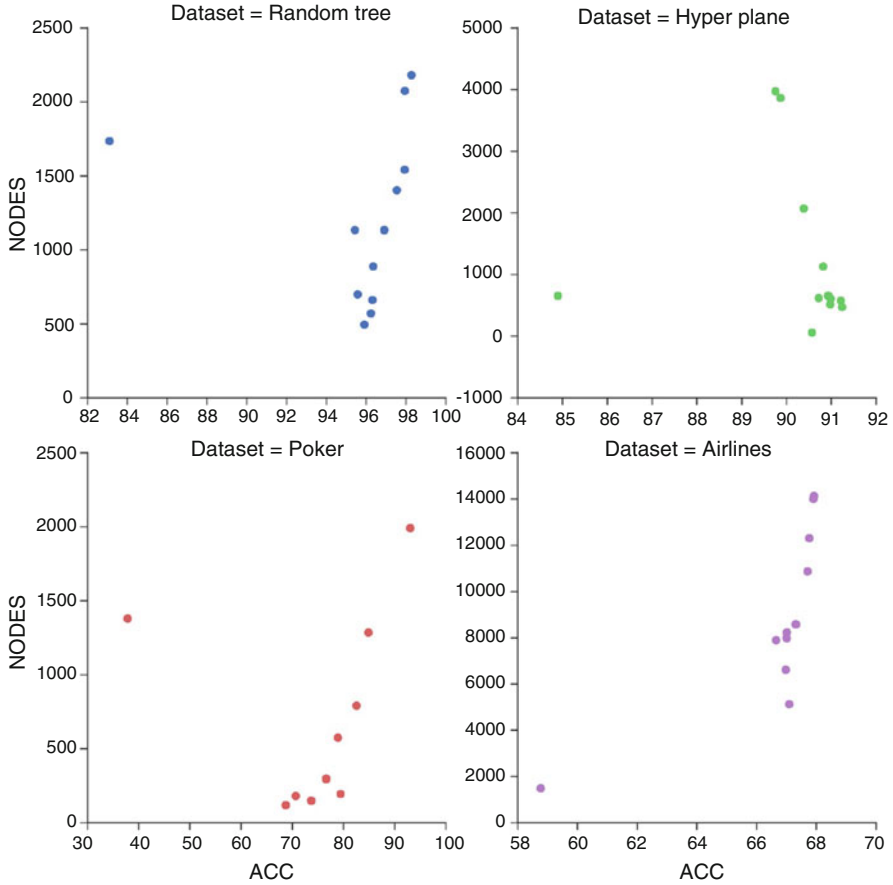 Dataset = Random tree
2500
2000
1500
1000
500
0
NODES
82 84 86 88 90 92 94 96 98 100
Dataset = Hyper plane
5000
4000
3000
2000
1000
0
-1000
84 85 86 87 88 89 90 91 92
Dataset = Poker
2500
2000
1500
1000
500
0
NODES
30 40 50 60 70 80 90 100
ACC
Dataset = Airlines
16000
14000
12000
10000
8000
6000
4000
2000
0
58 60 62 64 66 68 70
ACC